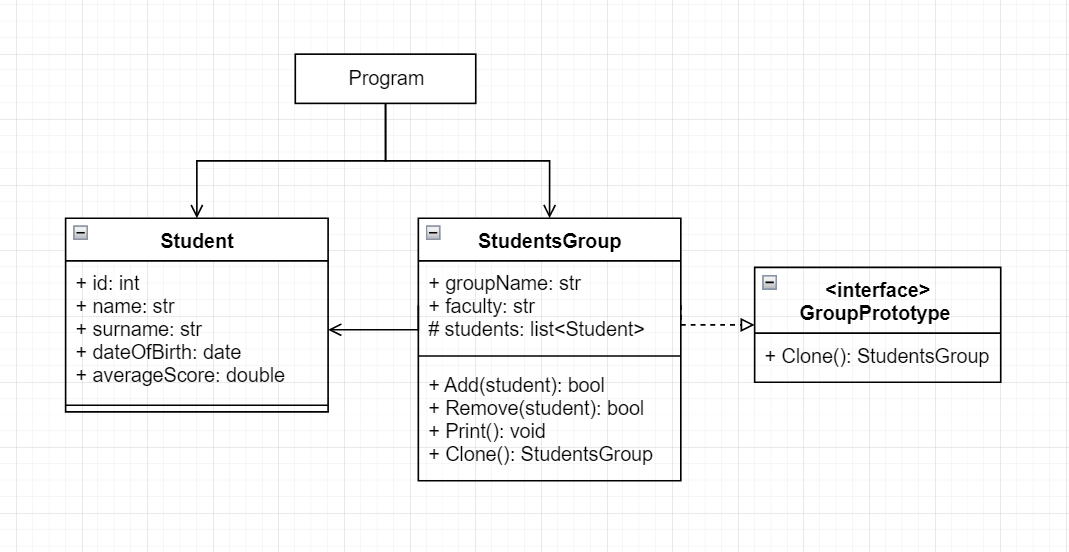 Program
Student
+ id: int
+ name: str
+ surname: str
+ dateOfBirth: date
+ averageScore: double
StudentsGroup
+ groupName: str
+ faculty: str
# students: list<Student>
+ Add(student): bool
+ Remove(student): bool
+ Print(): void
+ Clone(): StudentsGroup
<interface>
GroupPrototype
+ Clone(): StudentsGroup